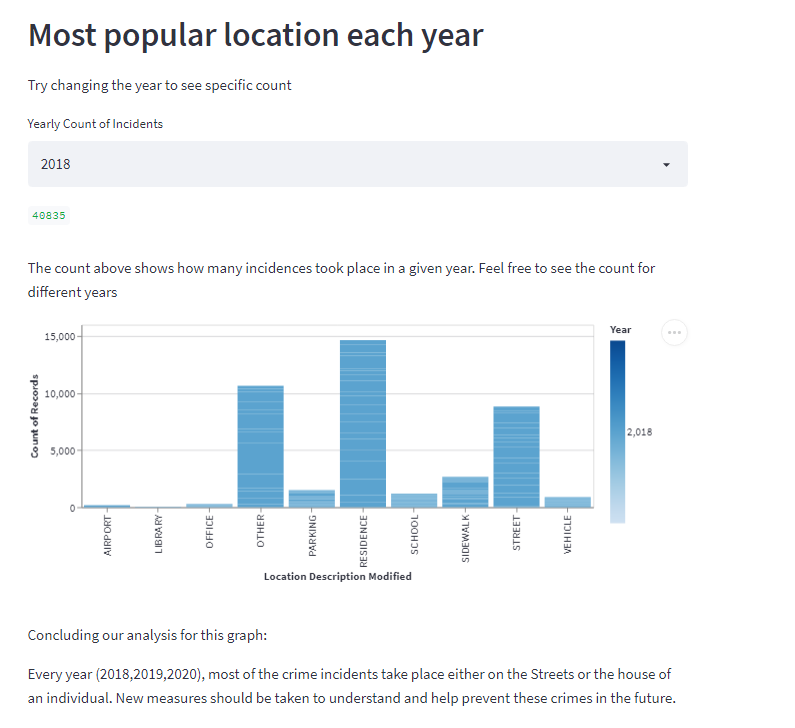 Most popular location each year
Try changing the year to see specific count
Yearly Count of Incidents
2018
40835
The count above shows how many incidences took place in a given year. Feel free to see the count for
different years
Year
2,018
Count of Records
15,000
10,000
5,000
0
AIRPORT
LIBRARY
OFFICE
OTHER
PARKING
RESIDENCE
SCHOOL
SIDEWALK
STREET
VEHICLE
Location Description Modified
Concluding our analysis for this graph:
Every year (2018,2019,2020), most of the crime incidents take place either on the Streets or the house of
an individual. New measures should be taken to understand and help prevent these crimes in the future.